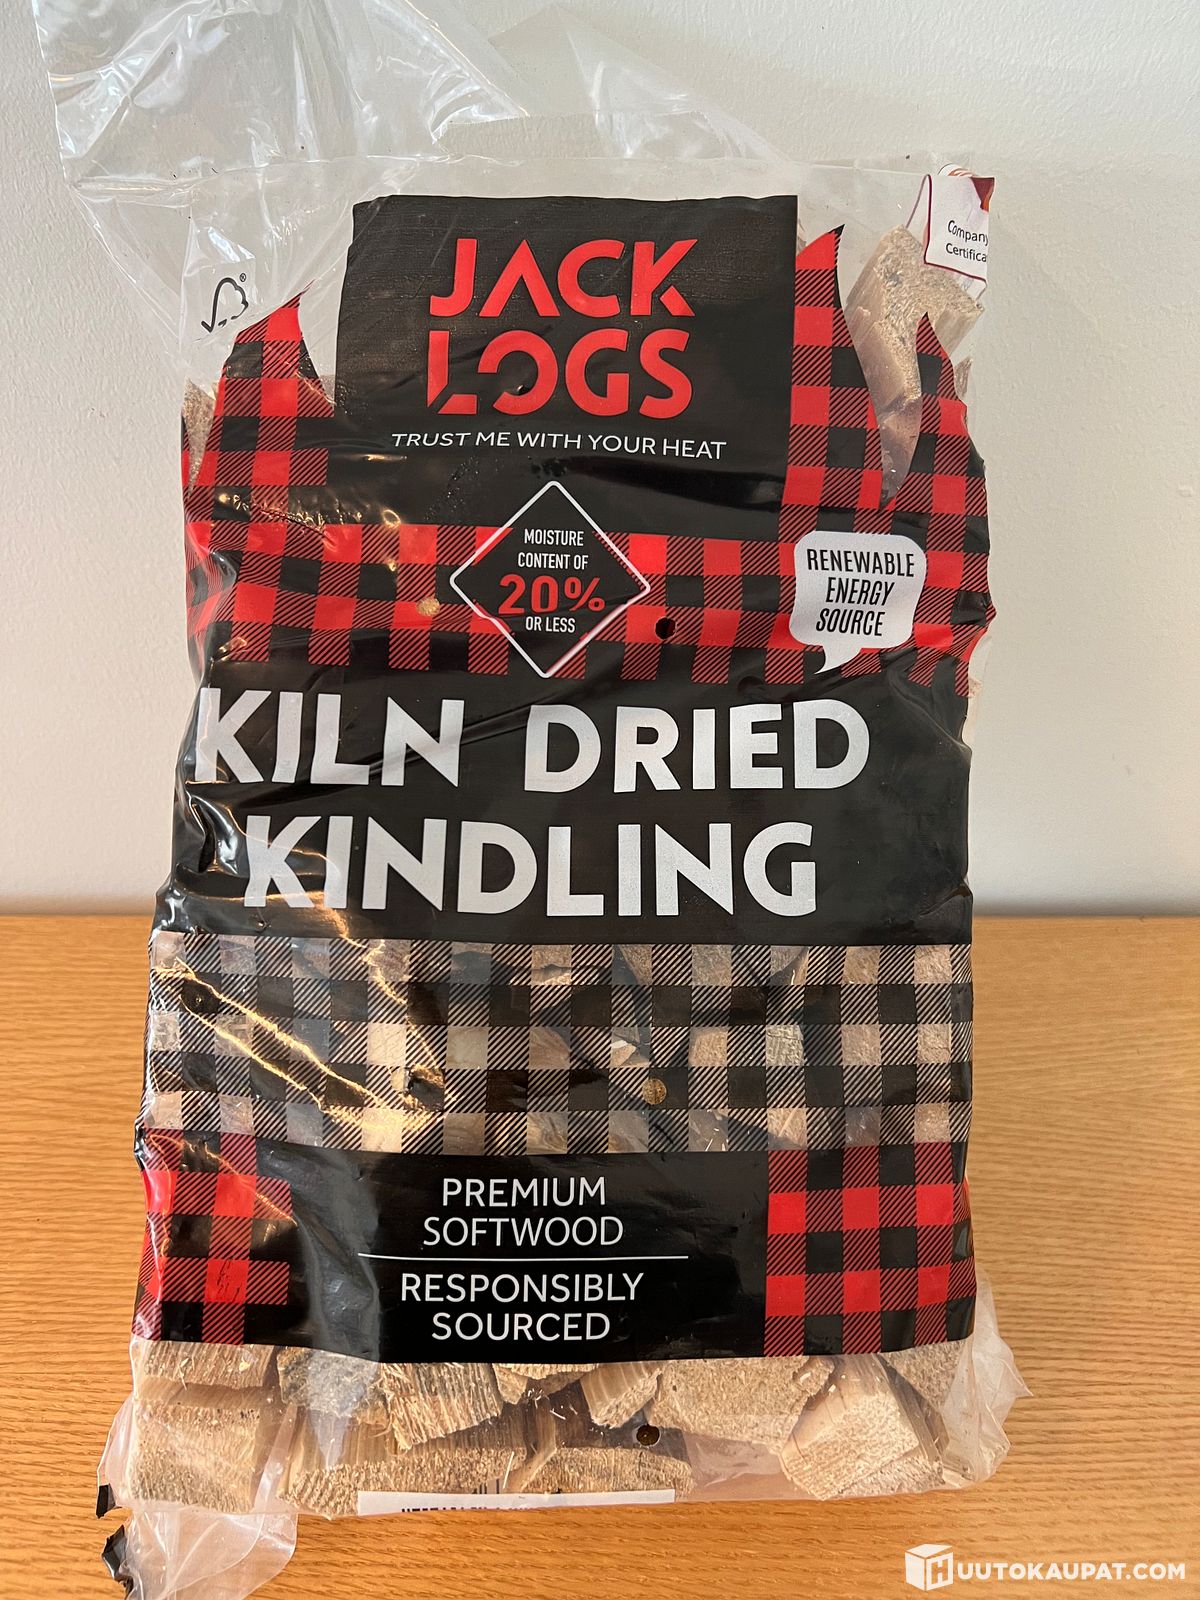 JACK
LOGS
TRUST ME WITH YOUR HEAT
Company
MOISTURE
CONTENT OF
20%
OR LESS
RENEWABLE
ENERGY
SOURCE
KILN DRIED
KINDLING
PREMIUM
SOFTWOOD
RESPONSIBLY
SOURCED
HUUTOKAUPAT.COM